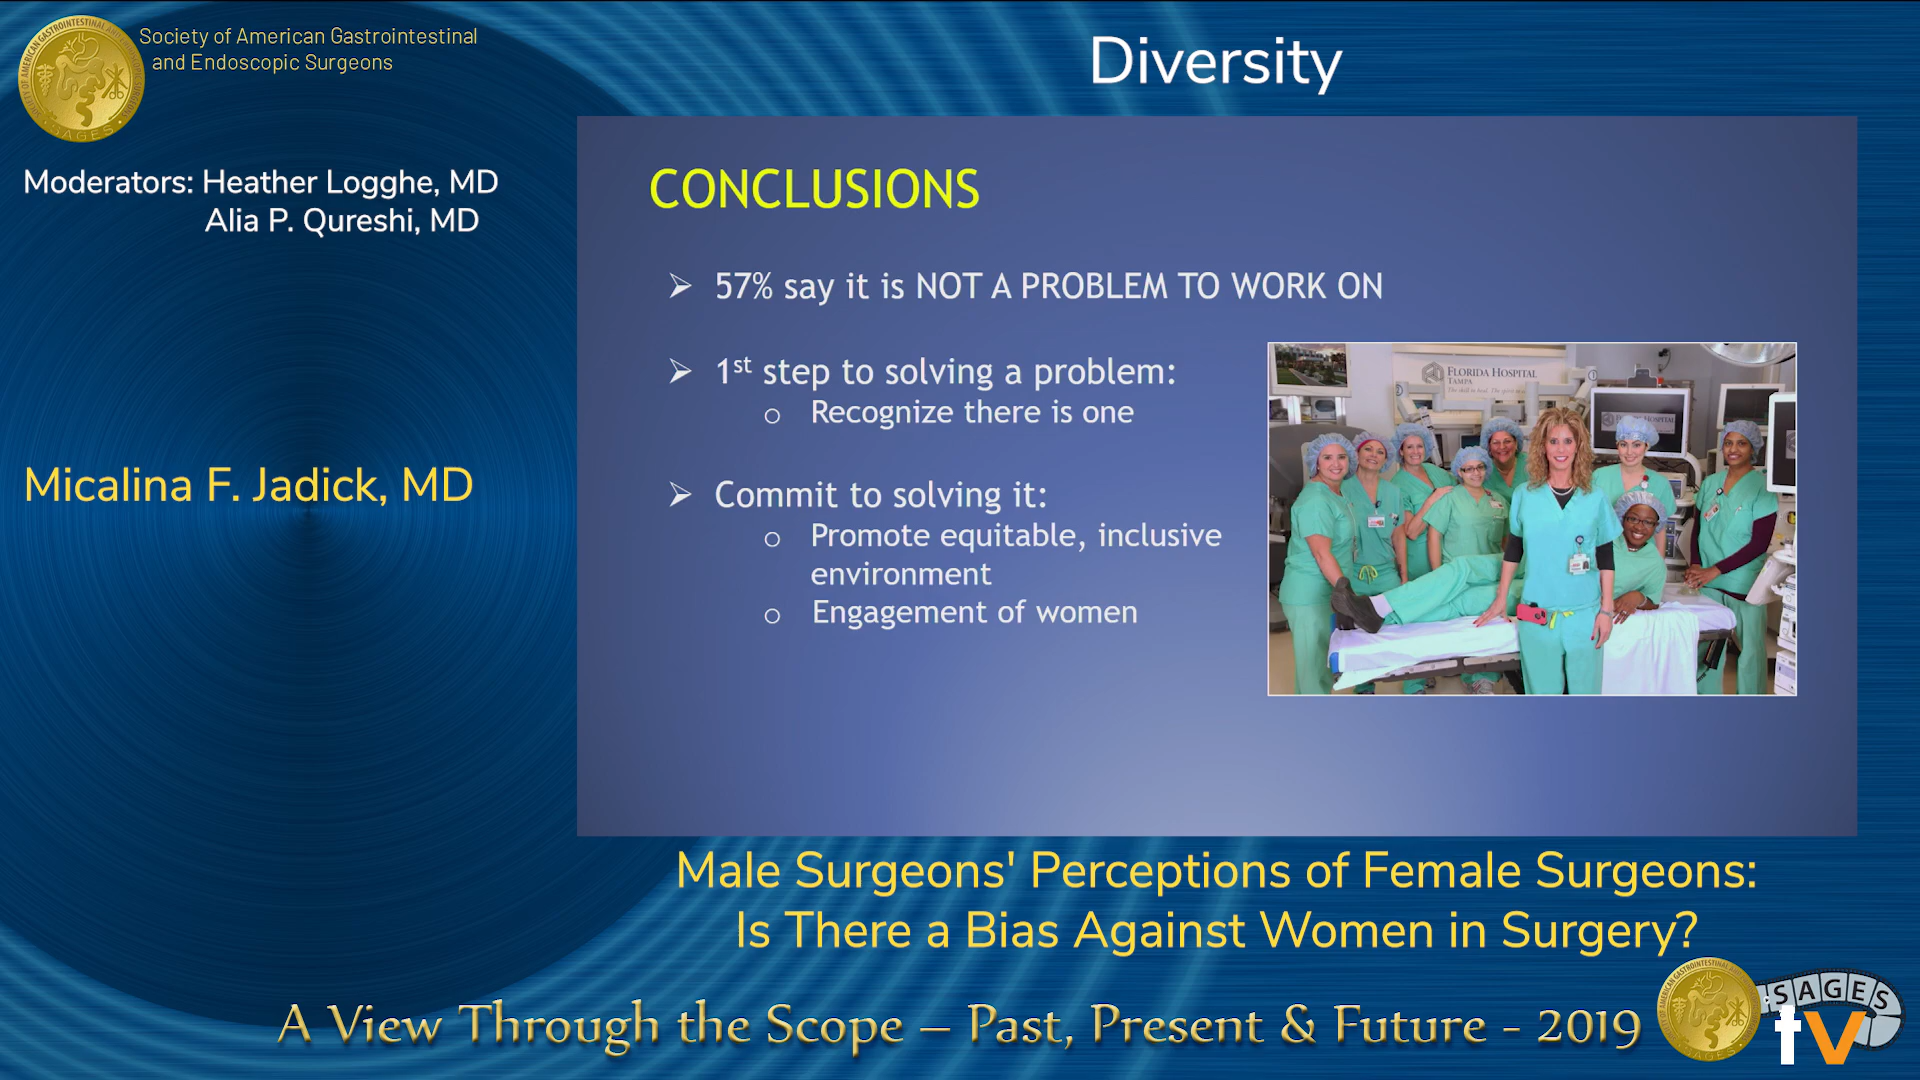 Society of American Gastrointestinal
and Endoscopic Surgeons
Diversity
Moderators: Heather Logghe, MD
Alia P. Qureshi, MD
Micalina F. Jadick, MD
CONCLUSIONS
57% say it is NOT A PROBLEM TO WORK ON
1st step to solving a problem:
Recognize there is one
Commit to solving it:
Promote equitable, inclusive
environment
Engagement of women
FLORIDA HOSPITAL
TAMPA
Male Surgeons' Perceptions of Female Surgeons:
Is There a Bias Against Women in Surgery?
A View Through the Scope – Past, Present & Future - 2019
SAGES
SAGES
tv